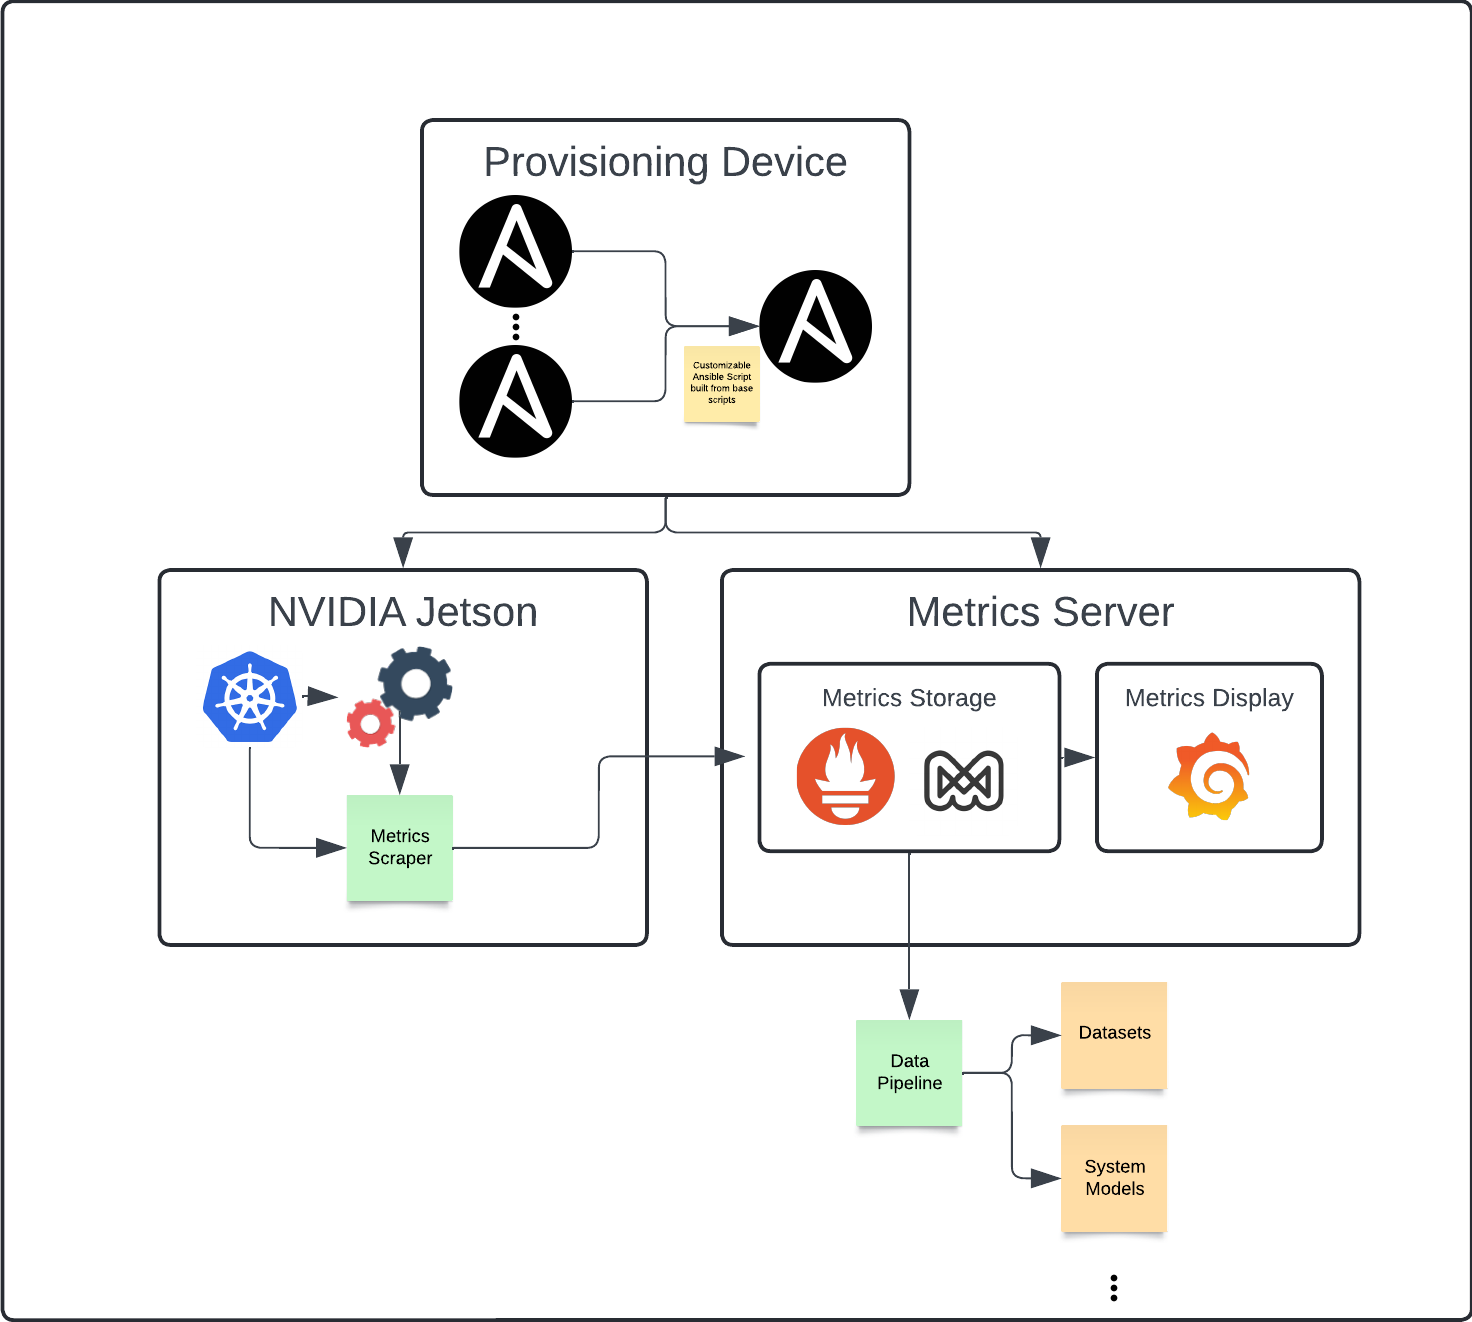 Provisioning Device
Customizable
Ansible Script
built from base
scripts
NVIDIA Jetson
Metrics
Scraper
Metrics Server
Metrics Storage
Metrics Display
Data
Pipeline
Datasets
System
Models